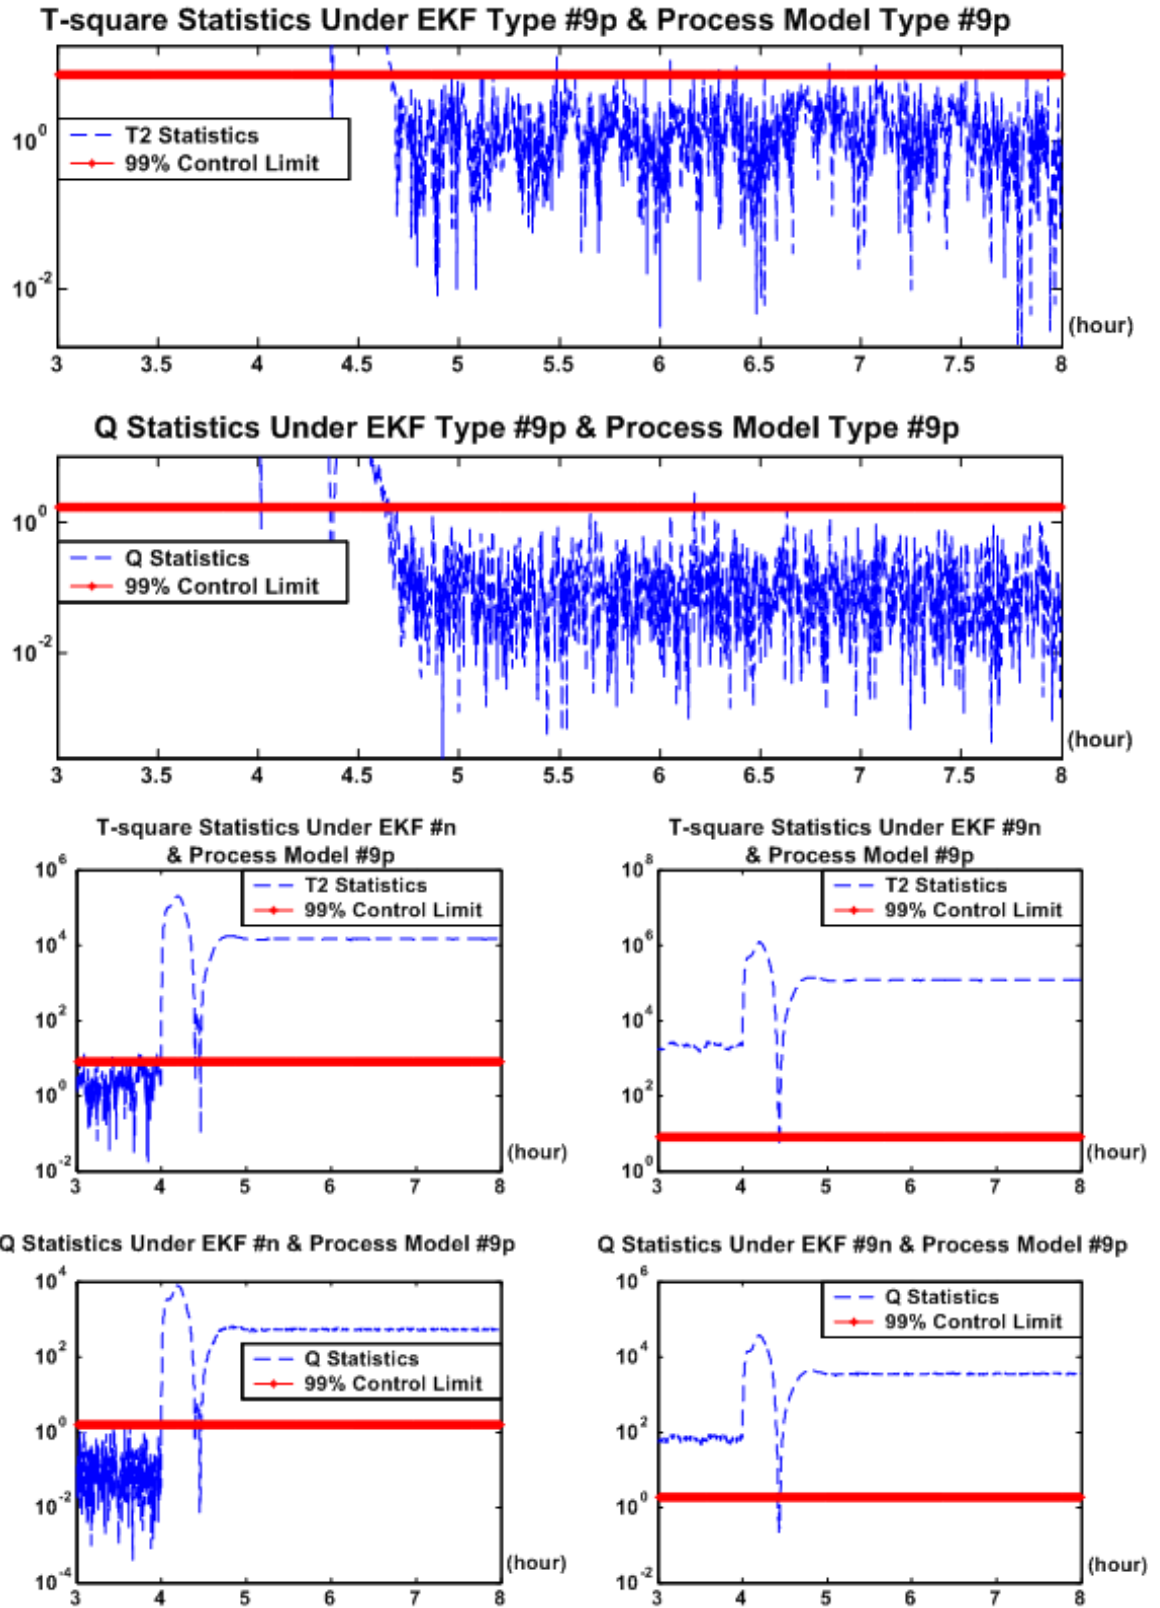 T-square Statistics Under EKF Type #9p & Process Model Type #9p
10^0
10^-2
T2 Statistics
99% Control Limit
(hour)
3 3.5 4 4.5 5 5.5 6 6.5 7 7.5 8
Q Statistics Under EKF Type #9p & Process Model Type #9p
10^0
10^-2
Q Statistics
99% Control Limit
(hour)
3 3.5 4 4.5 5 5.5 6 6.5 7 7.5 8
T-square Statistics Under EKF #n
& Process Model #9p
10^6
10^4
10^2
10^0
10^-2
T2 Statistics
99% Control Limit
(hour)
3 4 5 6 7 8
T-square Statistics Under EKF #9n
& Process Model #9p
10^8
10^6
10^4
10^2
10^0
T2 Statistics
99% Control Limit
(hour)
3 4 5 6 7 8
Q Statistics Under EKF #n & Process Model #9p
10^4
10^2
10^0
10^-2
10^-4
Q Statistics
99% Control Limit
(hour)
3 4 5 6 7 8
Q Statistics Under EKF #9n & Process Model #9p
10^6
10^4
10^2
10^0
10^-2
Q Statistics
99% Control Limit
(hour)
3 4 5 6 7 8